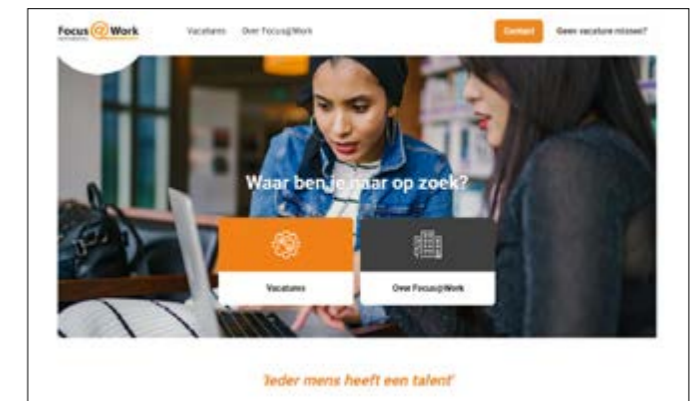 Focus@Work
Vacatures Over Focus@Work Contact Geen vacature missen?
Waar ben je naar op zoek?
Vacatures Over Focus@Work
'Ieder mens heeft een talent'